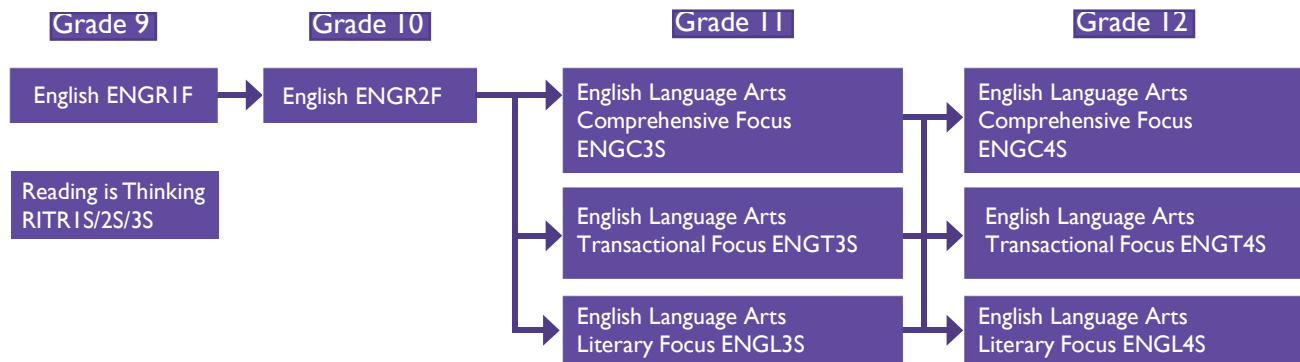 Grade 9
Grade 10
Grade 11
Grade 12
English ENGR1F
English ENGR2F
English Language Arts
Comprehensive Focus
ENGC3S
English Language Arts
Comprehensive Focus
ENGC4S
Reading is Thinking
RITR1S/2S/3S
English Language Arts
Transactional Focus ENGT3S
English Language Arts
Transactional Focus ENGT4S
English Language Arts
Literary Focus ENGL3S
English Language Arts
Literary Focus ENGL4S